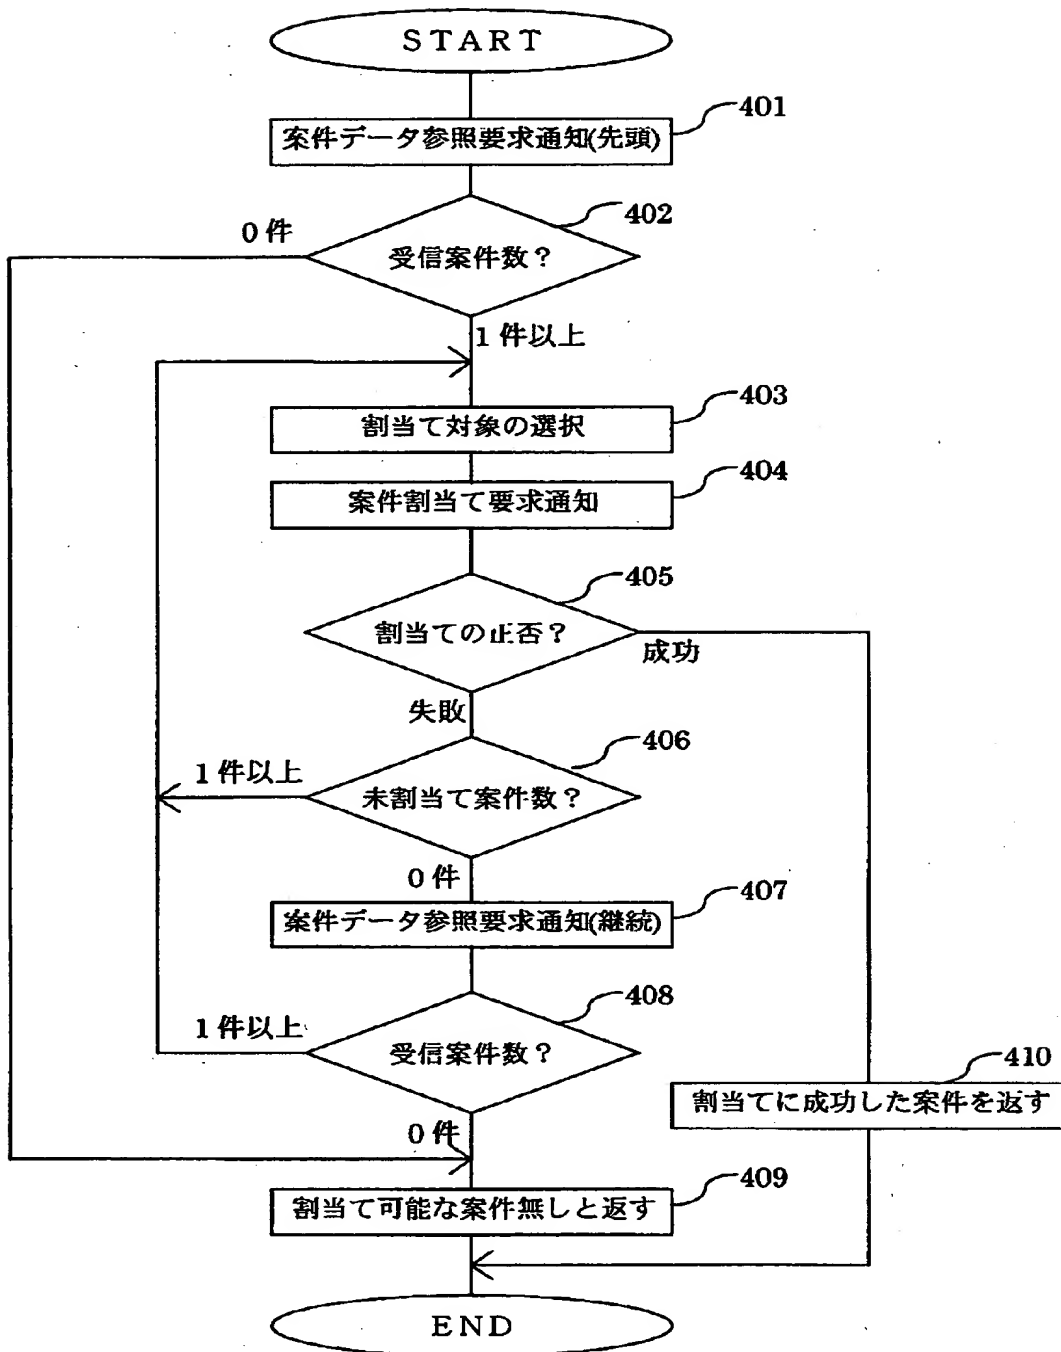 START
401
案件データ参照要求通知(先頭)
402
0件
受信案件数?
1件以上
403
割当て対象の選択
404
案件割当て要求通知
405
割当ての正否?
成功
失敗
406
1件以上
未割当て案件数?
0件
407
案件データ参照要求通知(継続)
408
1件以上
受信案件数?
410
割当てに成功した案件を返す
0件
409
割当て可能な案件無しと返す
END